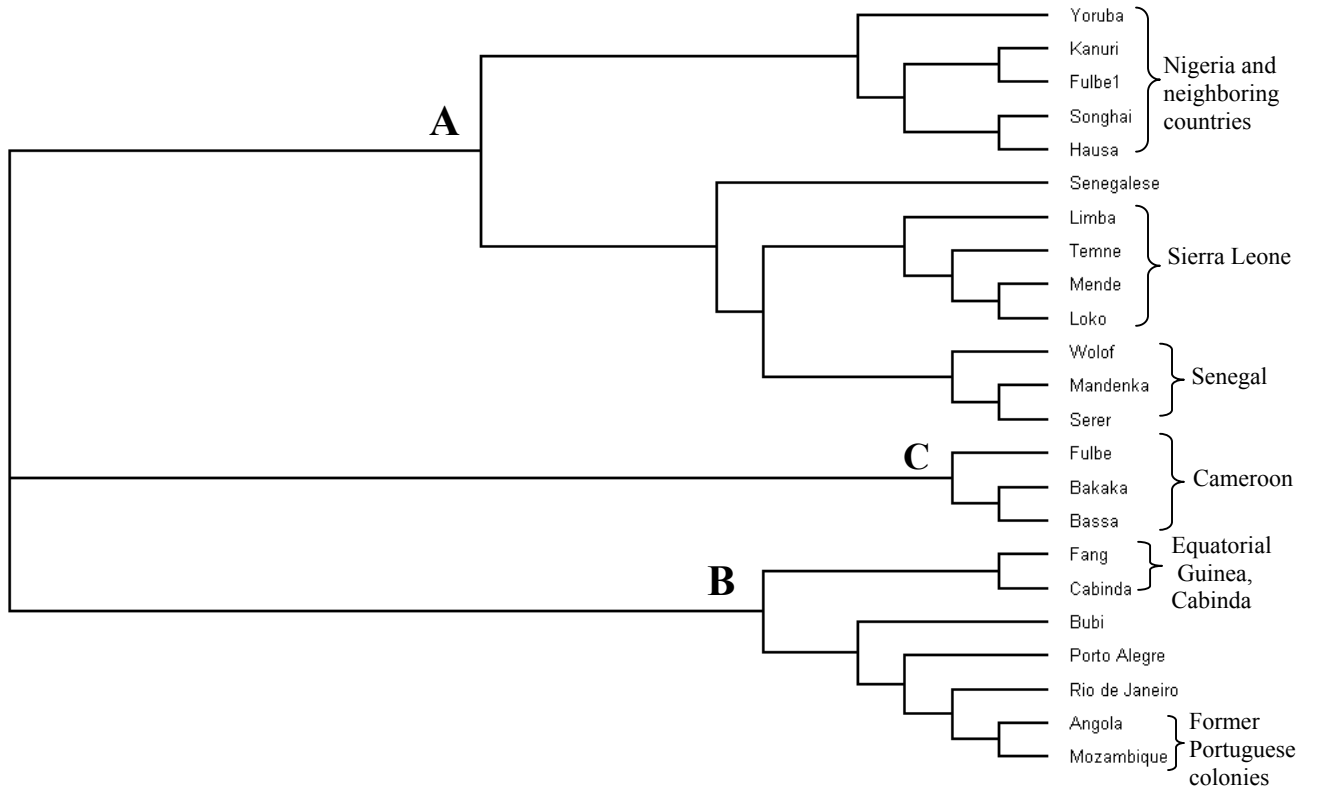 Yoruba
Kanuri
Fulbe1
Songhai
Hausa
Nigeria and
neighboring
countries
A
Senegalese
Limba
Temne
Mende
Loko
Sierra Leone
Wolof
Mandenka
Serer
Senegal
C
Fulbe
Bakaka
Bassa
Cameroon
B
Fang
Cabinda
Equatorial
Guinea,
Cabinda
Bubi
Porto Alegre
Rio de Janeiro
Angola
Mozambique
Former
Portuguese
colonies